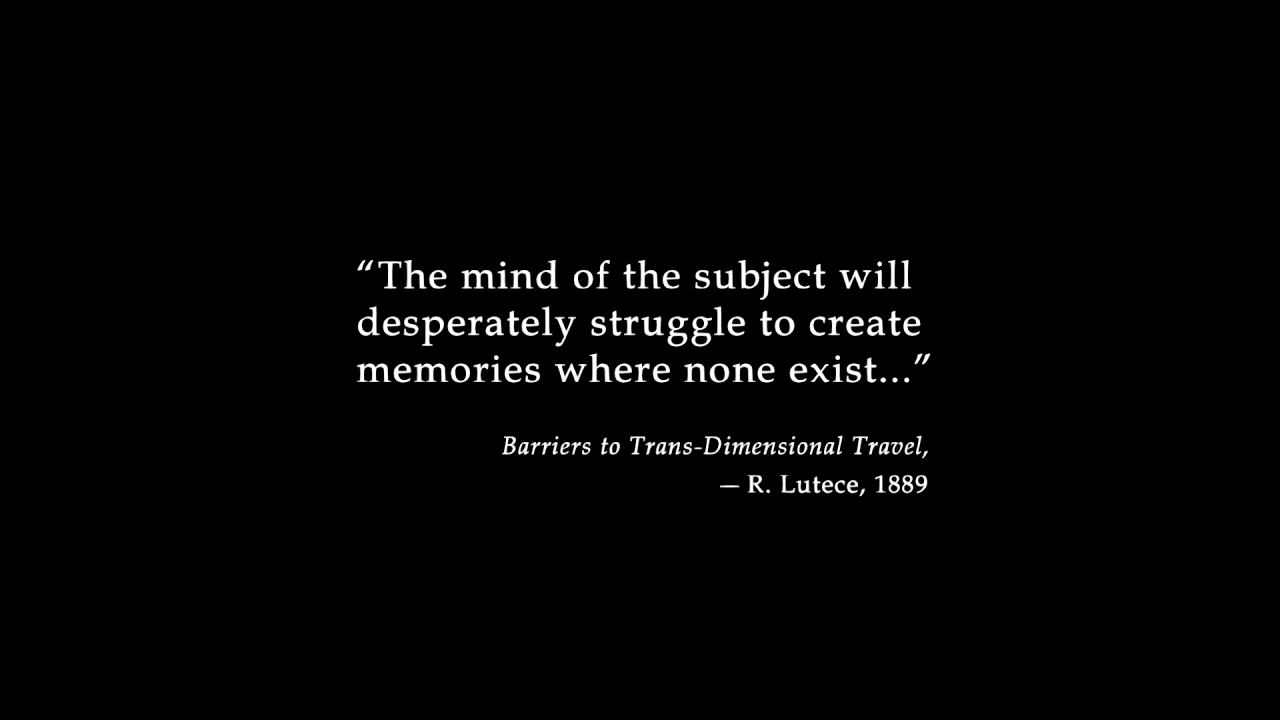 “The mind of the subject will
desperately struggle to create
memories where none exist...”
Barriers to Trans-Dimensional Travel,
— R. Lutece, 1889